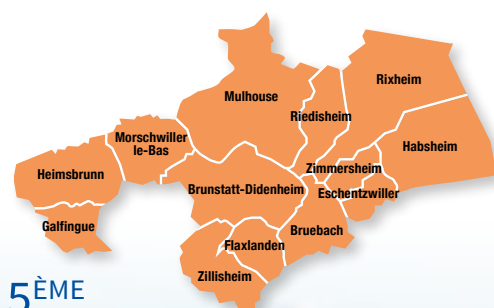 Rixheim
Mulhouse
Riedisheim
Morschwiller
le-Bas
Habsheim
Heimsbrunn
Zimmersheim
Brunstatt-Didenheim
Eschentzwiller
Galfingue
Bruebach
Flaxlanden
Zillisheim
5ÈME